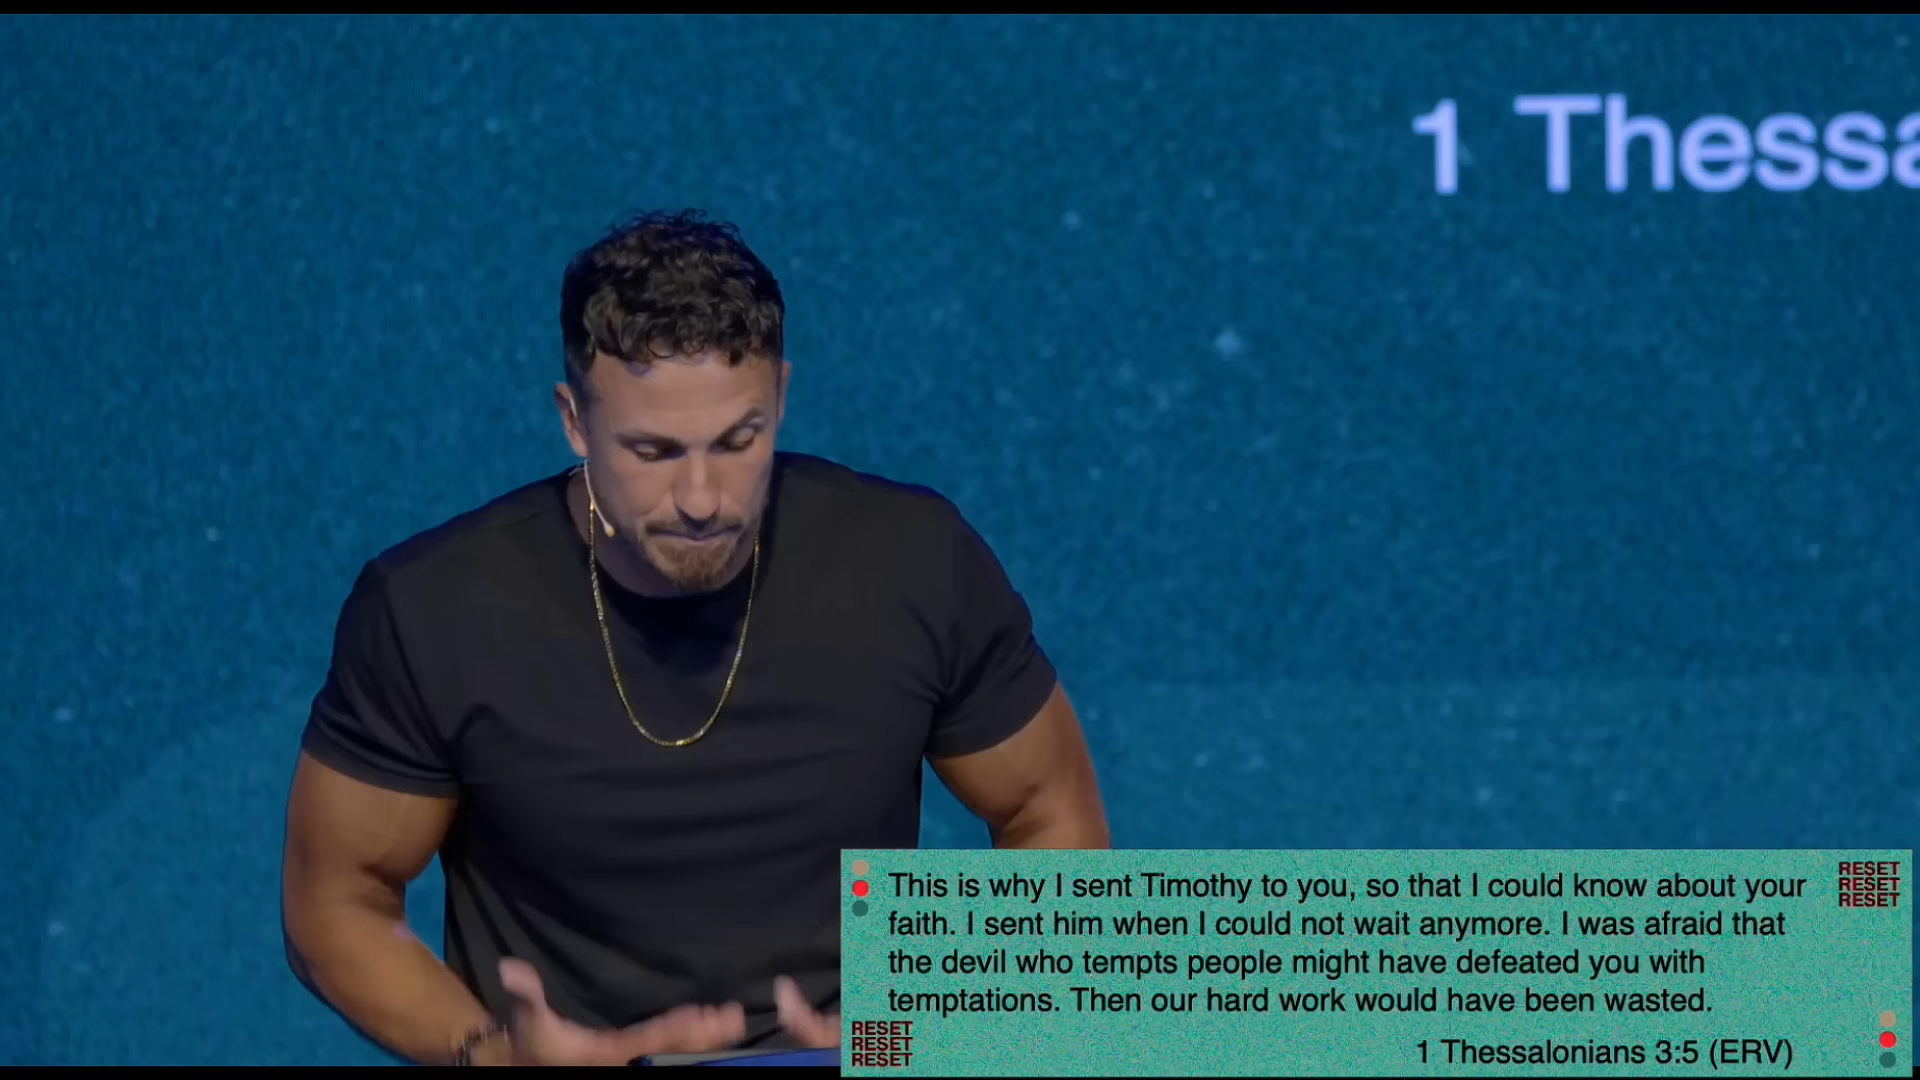 1 Thessa
This is why I sent Timothy to you, so that I could know about your
faith. I sent him when I could not wait anymore. I was afraid that
the devil who tempts people might have defeated you with
temptations. Then our hard work would have been wasted.
1 Thessalonians 3:5 (ERV)
RESET
RESET
RESET
RESET
RESET
RESET